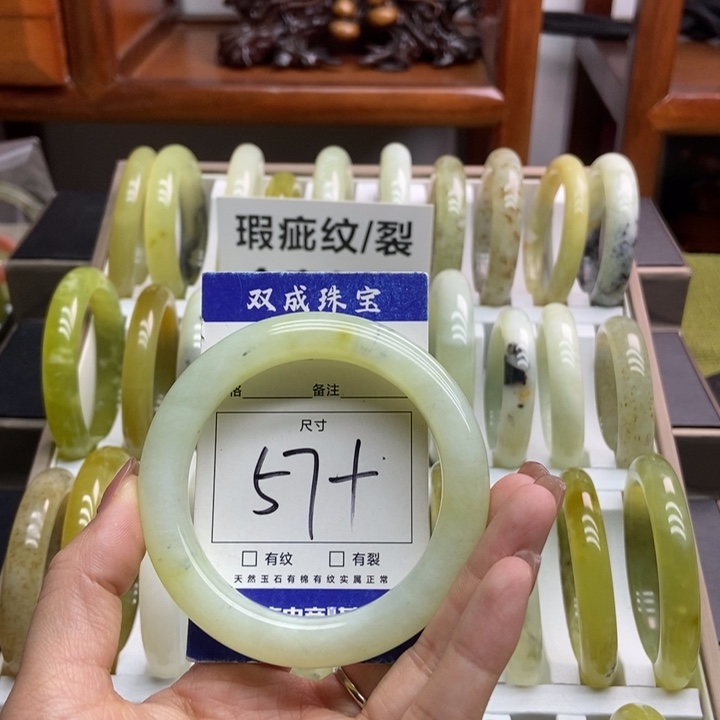 瑕疵纹/裂
双成珠宝
格
备注
尺寸
57+
□有纹 □有裂
天然玉石有棉有纹实属正常